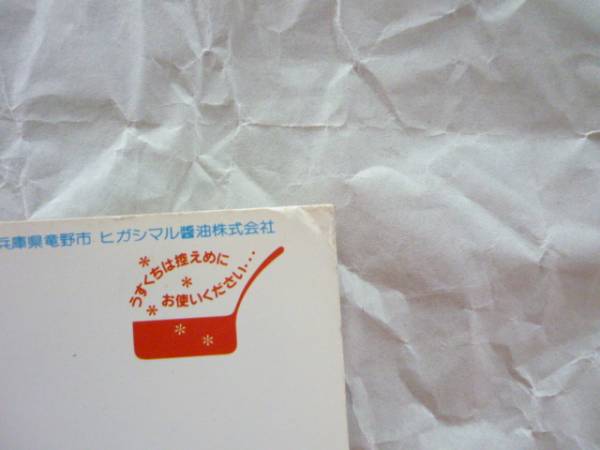 兵庫県竜野市 ヒガシマル醬油株式会社
うすくちは控えめに
お使いください…